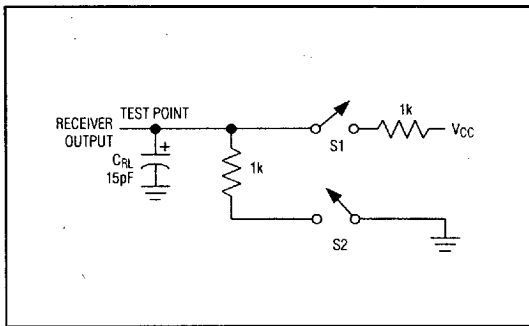 RECEIVER
OUTPUT
TEST POINT
1k
VCC
S1
CRL
15pF
+
1k
S2